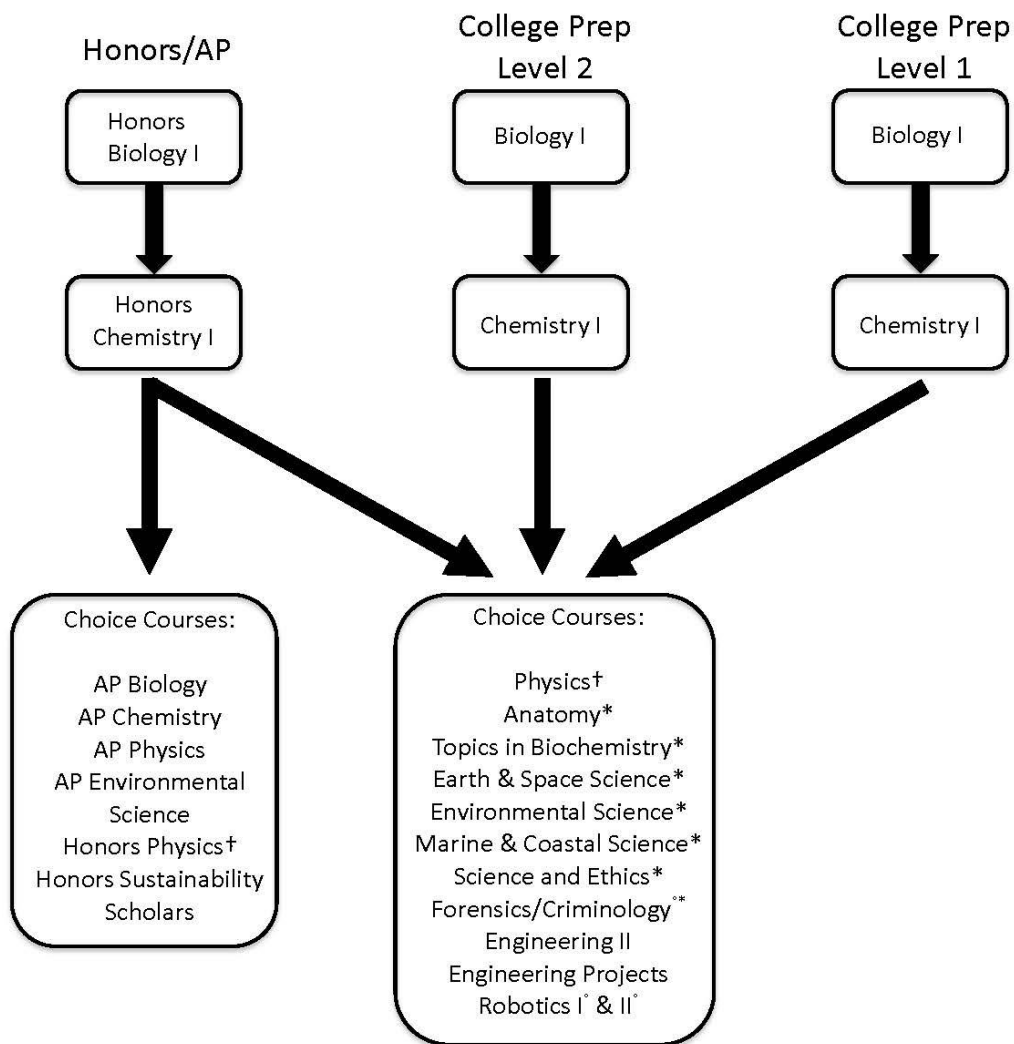 Honors/AP
College Prep
Level 2
College Prep
Level 1
Honors
Biology I
Biology I
Biology I
Honors
Chemistry I
Chemistry I
Chemistry I
Choice Courses:
AP Biology
AP Chemistry
AP Physics
AP Environmental
Science
Honors Physics†
Honors Sustainability
Scholars
Choice Courses:
Physics†
Anatomy*
Topics in Biochemistry*
Earth & Space Science*
Environmental Science*
Marine & Coastal Science*
Science and Ethics*
Forensics/Criminology°*
Engineering II
Engineering Projects
Robotics I° & II°